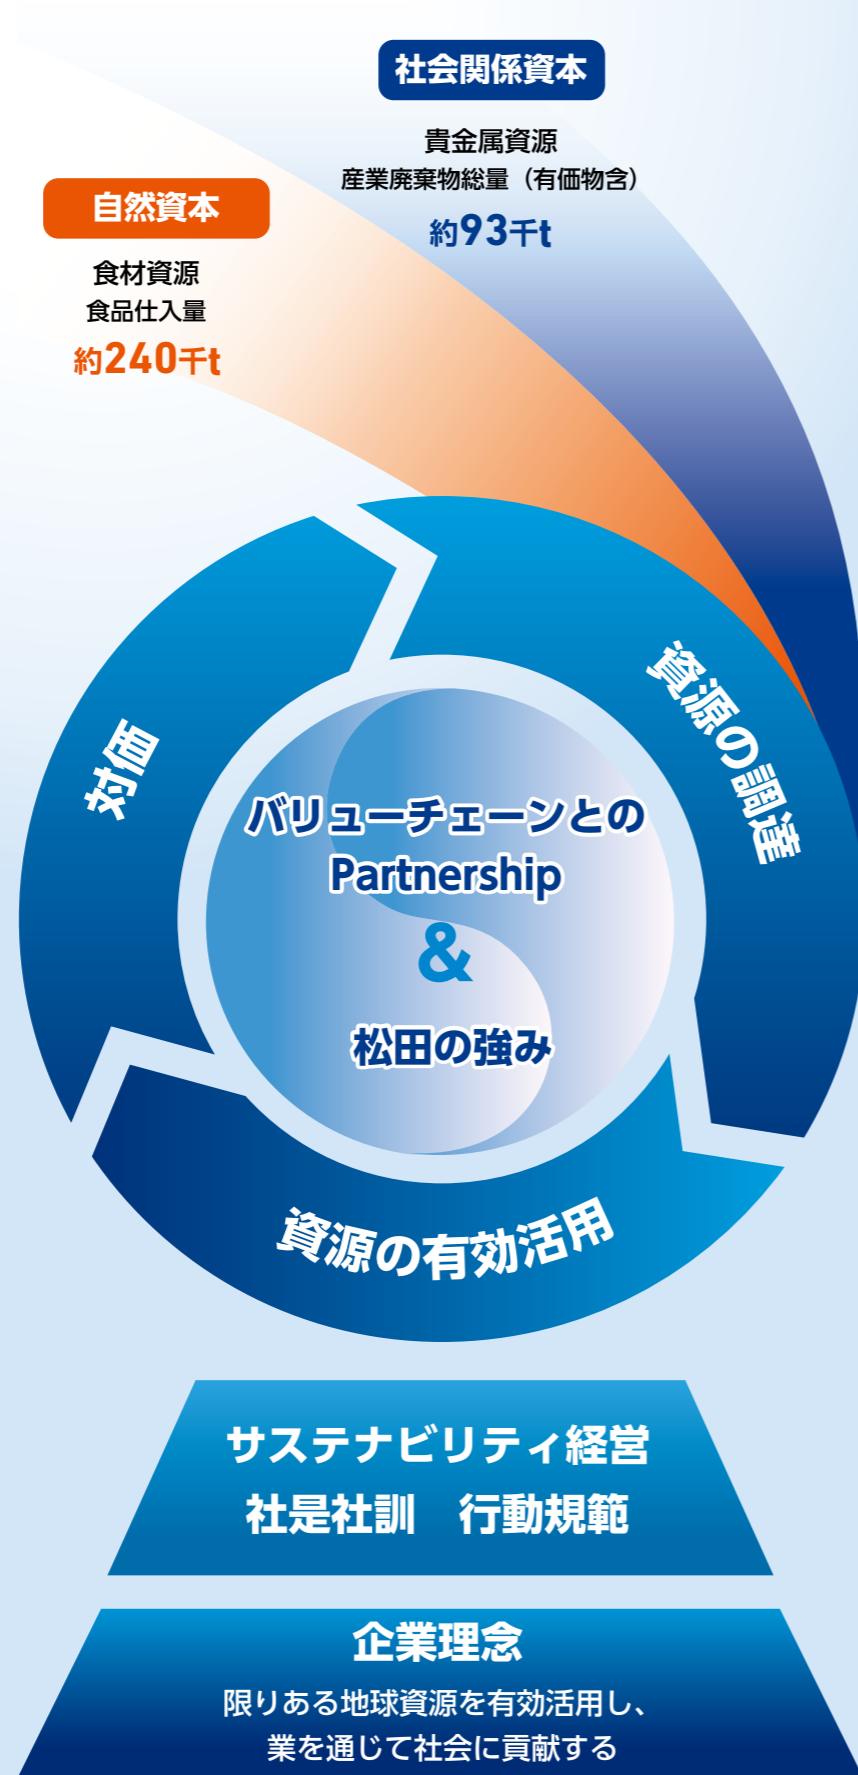 社会関係資本
貴金属資源
産業廃棄物総量（有価物含）
約93千t
自然資本
食材資源
食品仕入量
約240千t
資源の調達
対価
バリューチェーンとの
Partnership
&
松田の強み
資源の有効活用
サステナビリティ経営
社是社訓　行動規範
企業理念
限りある地球資源を有効活用し、
業を通じて社会に貢献する